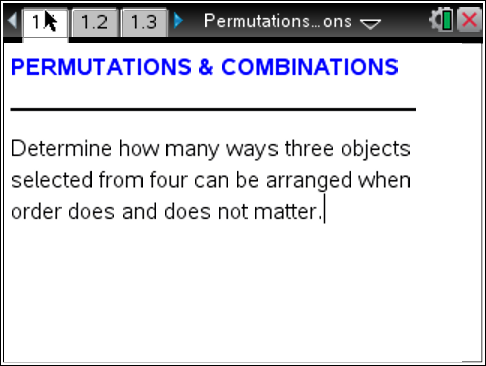 1 1.2 1.3 Permutations...ons
PERMUTATIONS & COMBINATIONS
Determine how many ways three objects
selected from four can be arranged when
order does and does not matter.